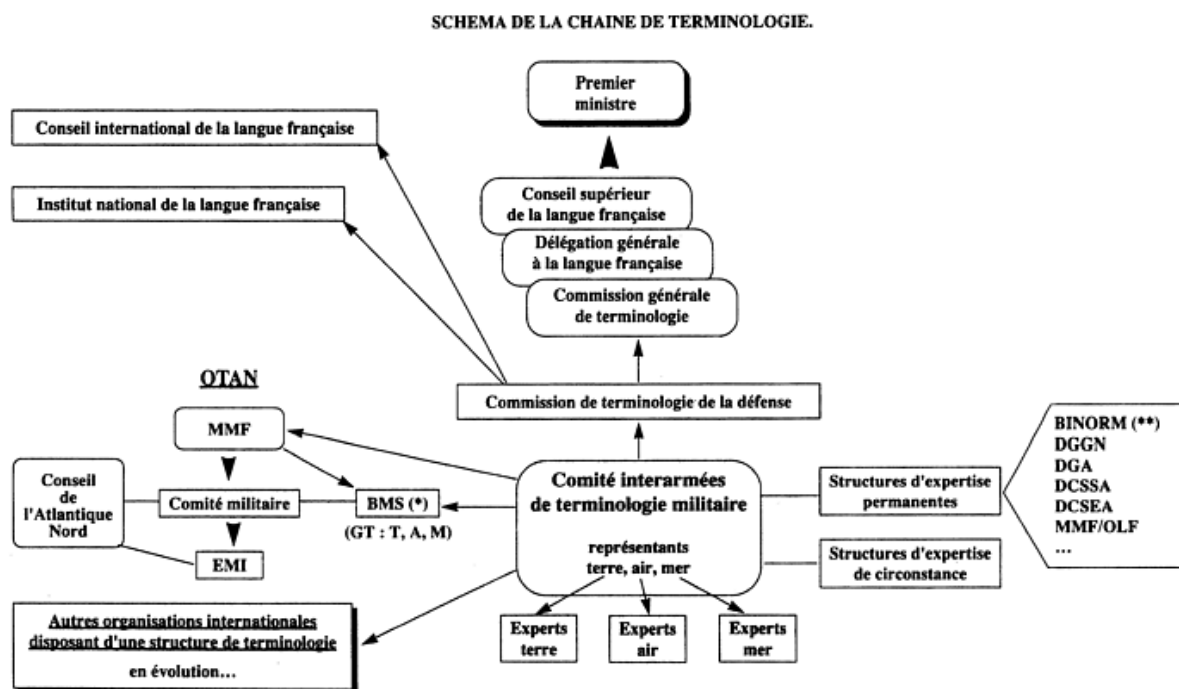 SCHEMA DE LA CHAINE DE TERMINOLOGIE.
Premier
ministre
Conseil international de la langue française
Institut national de la langue française
Conseil supérieur
de la langue française
Délégation générale
à la langue française
Commission générale
de terminologie
OTAN
Commission de terminologie de la défense
MMF
Conseil
de
l'Atlantique
Nord
Comité militaire
BMS (*)
(GT : T, A, M)
EMI
Comité interarmées
de terminologie militaire
représentants
terre, air, mer
Structures d'expertise
permanentes
BINORM (**)
DGGN
DGA
DCSSA
DCSEA
MMF/OLF
...
Structures d'expertise
de circonstance
Autres organisations internationales
disposant d'une structure de terminologie
en évolution...
Experts
terre
Experts
air
Experts
mer